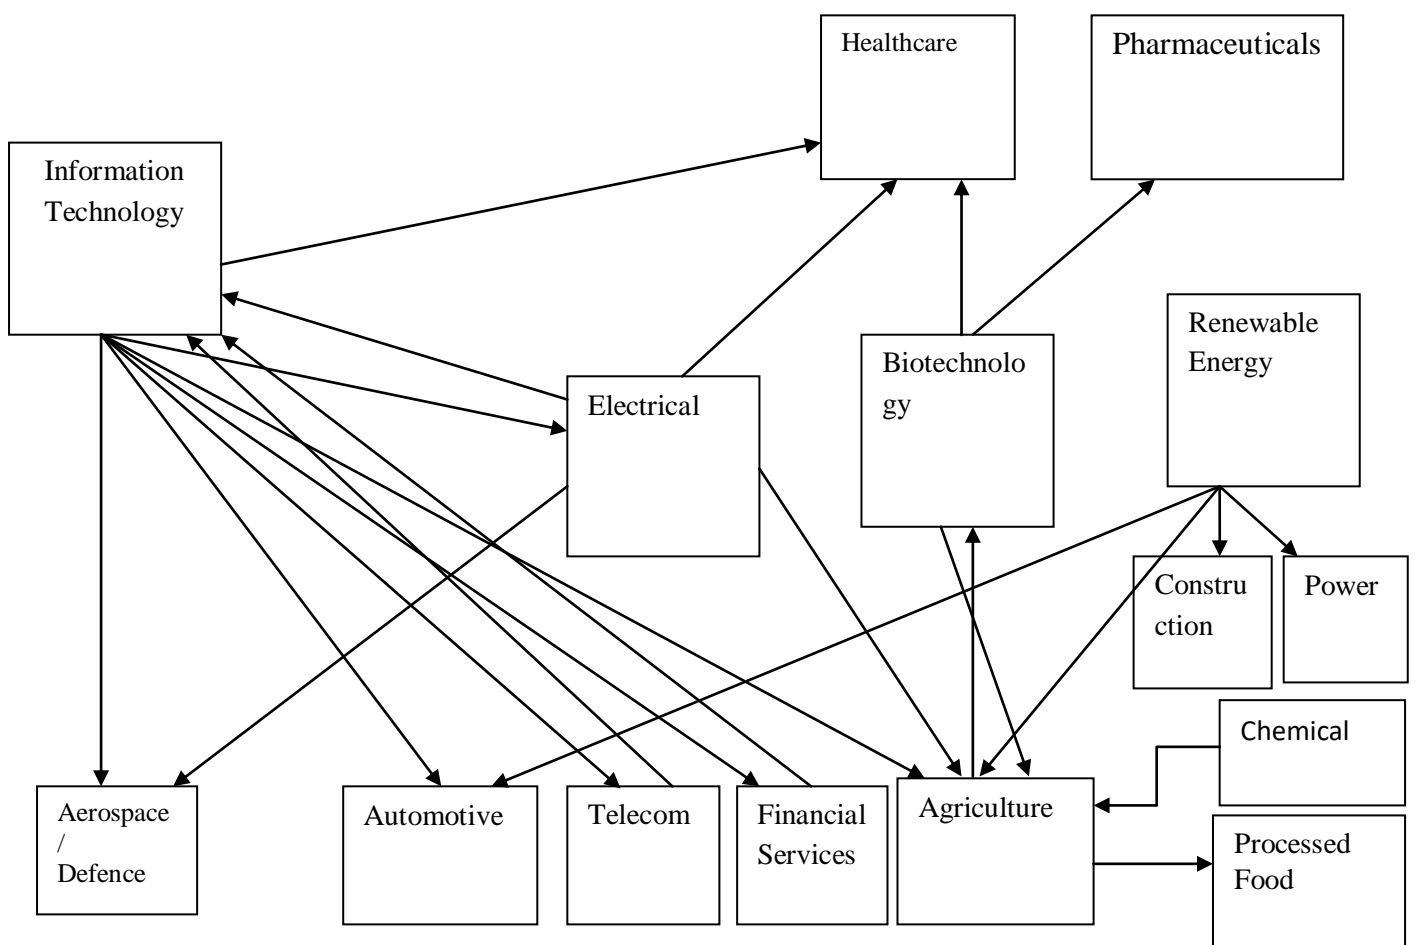 Healthcare
Pharmaceuticals
Information
Technology
Renewable
Energy
Biotechnolo
gy
Electrical
Constru
ction
Power
Chemical
Aerospace
/
Defence
Automotive
Telecom
Financial
Services
Agriculture
Processed
Food